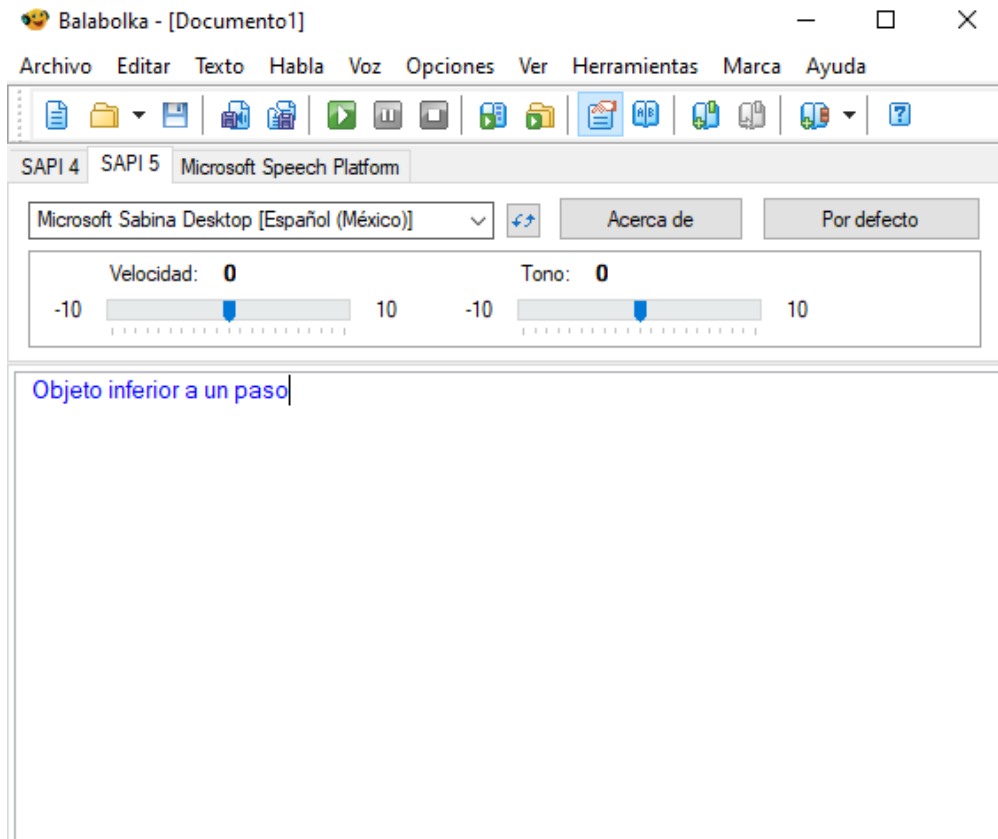 Balabolka - [Documento1]
Archivo Editar Texto Habla Voz Opciones Ver Herramientas Marca Ayuda
SAPI 4 SAPI 5 Microsoft Speech Platform
Microsoft Sabina Desktop [Español (México)] Acerca de Por defecto
Velocidad: 0 Tono: 0
-10 10 -10 10
Objeto inferior a un paso